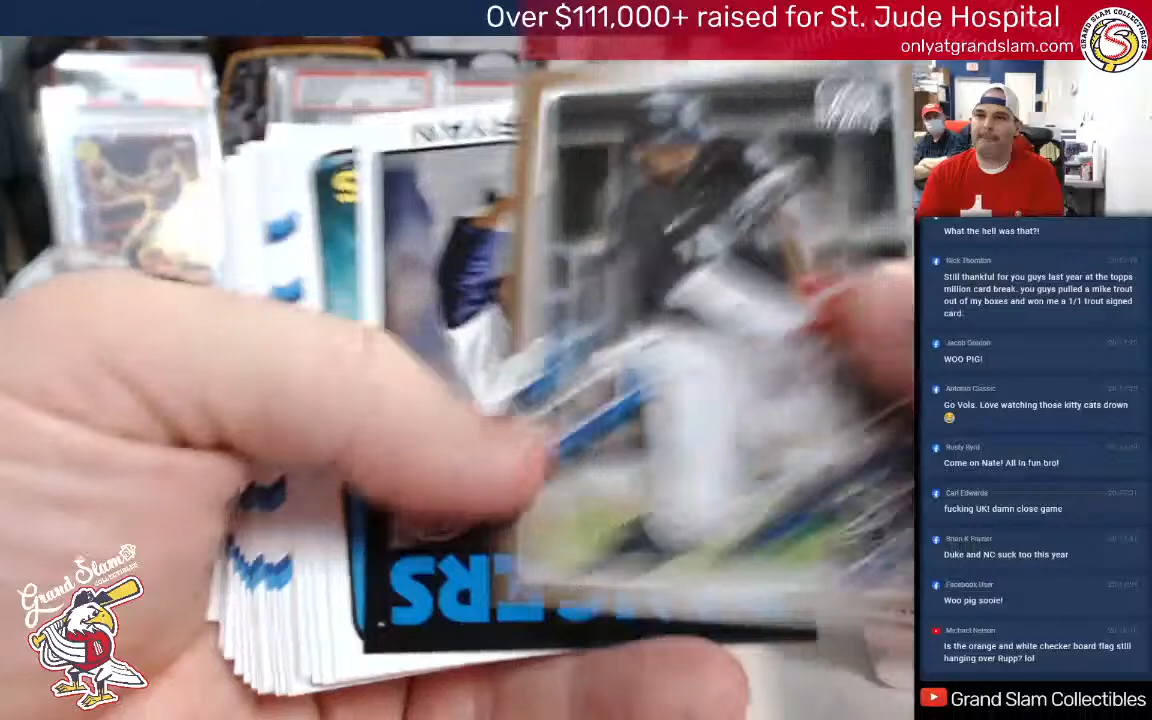 Over $111,000+ raised for St. Jude Hospital
onlyatgrandslam.com
GRAND SLAM COLLECTIBLES
What the hell was that?!
Nick Thornton
Still thankful for you guys last year at the topps
million card break. you guys pulled a mike trout
out of my boxes and won me a 1/1 trout signed
card.
Jacob Gordon
WOO PIG!
Antonio Classic
Go Vols. Love watching those kitty cats drown
😂
Rusty Byrd
Come on Nate! All in fun bro!
Carl Edwards
fucking UK! damn close game
Brian K Frazier
Duke and NC suck too this year
Facebook User
Woo pig sooie!
Michael Nelson
Is the orange and white checker board flag still
hanging over Rupp? lol
Grand Slam Collectibles
Grand Slam
COLLECTIBLES